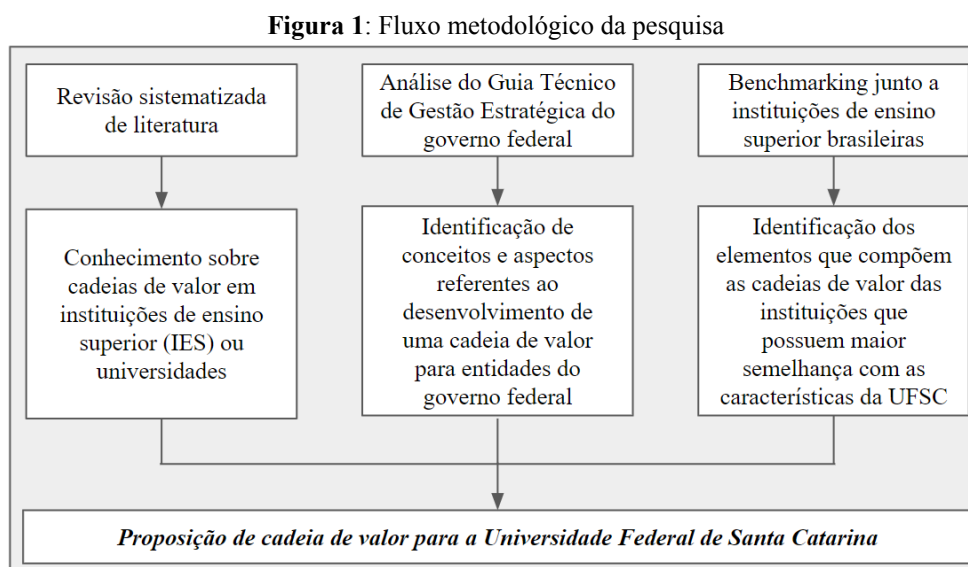 Figura 1: Fluxo metodológico da pesquisa
Revisão sistematizada
de literatura
Análise do Guia Técnico
de Gestão Estratégica do
governo federal
Benchmarking junto a
instituições de ensino
superior brasileiras
Conhecimento sobre
cadeias de valor em
instituições de ensino
superior (IES) ou
universidades
Identificação de
conceitos e aspectos
referentes ao
desenvolvimento de
uma cadeia de valor
para entidades do
governo federal
Identificação dos
elementos que compõem
as cadeias de valor das
instituições que
possuem maior
semelhança com as
características da UFSC
Proposição de cadeia de valor para a Universidade Federal de Santa Catarina